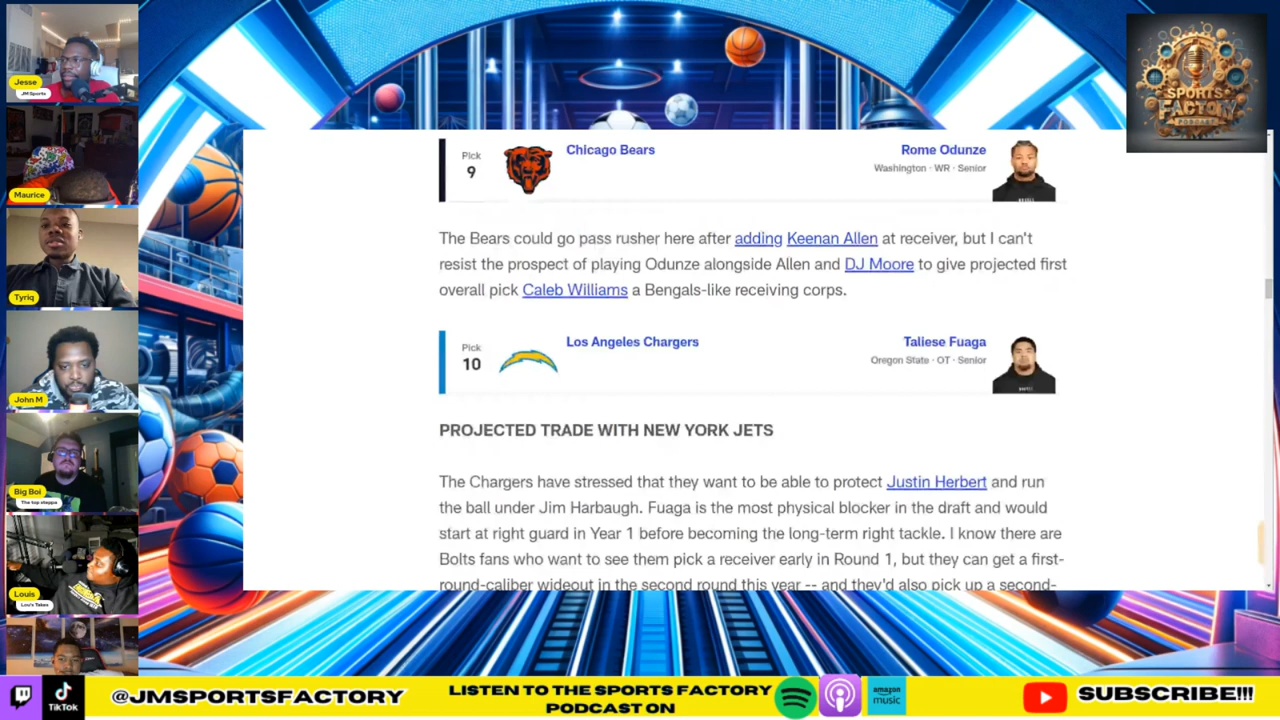 Jesse
JM Sports
Maurice
Tyriq
John M
Big Boi
The top steppa
Louis
Lou's Takes
SPORTS
FACTORY
PODCAST
Pick
9
Chicago Bears
Rome Odunze
Washington · WR · Senior
The Bears could go pass rusher here after adding Keenan Allen at receiver, but I can't
resist the prospect of playing Odunze alongside Allen and DJ Moore to give projected first
overall pick Caleb Williams a Bengals-like receiving corps.
Pick
10
Los Angeles Chargers
Taliese Fuaga
Oregon State · OT · Senior
PROJECTED TRADE WITH NEW YORK JETS
The Chargers have stressed that they want to be able to protect Justin Herbert and run
the ball under Jim Harbaugh. Fuaga is the most physical blocker in the draft and would
start at right guard in Year 1 before becoming the long-term right tackle. I know there are
Bolts fans who want to see them pick a receiver early in Round 1, but they can get a first-
round-caliber wideout in the second round this year -- and they'd also pick up a second-
TikTok
@JMSPORTSFACTORY
LISTEN TO THE SPORTS FACTORY
PODCAST ON
amazon
music
SUBSCRIBE!!!